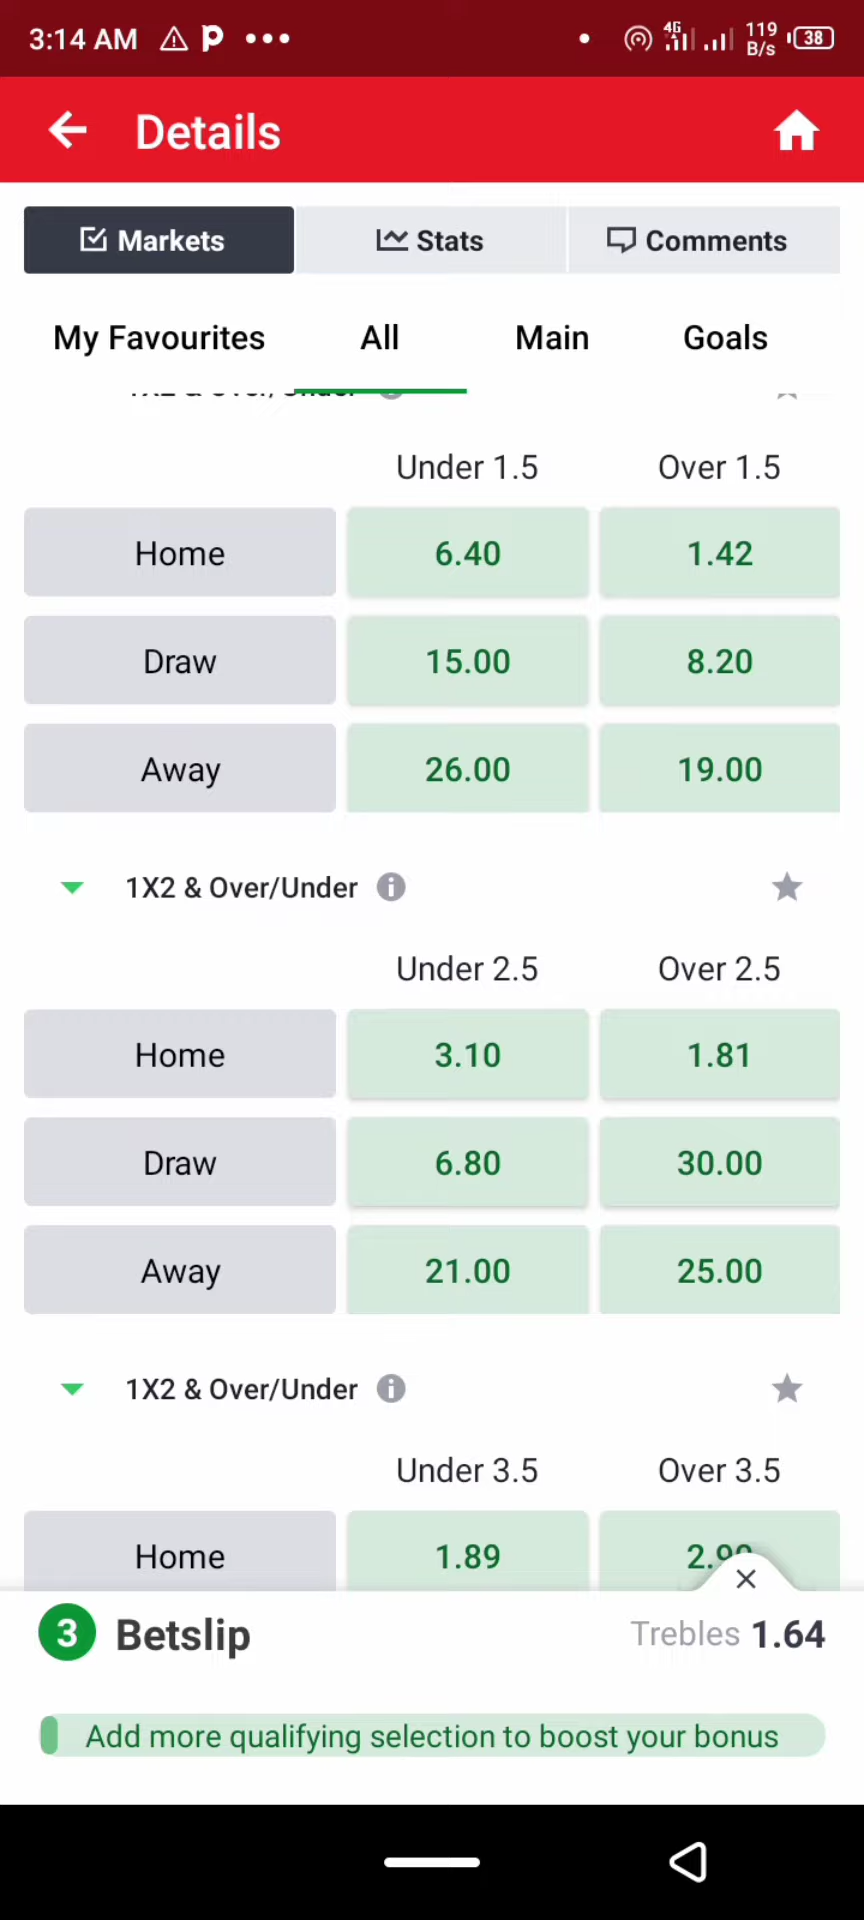 3:14 AM
4G
119 B/s
38
Details
Markets
Stats
Comments
My Favourites
All
Main
Goals
Under 1.5
Over 1.5
Home
6.40
1.42
Draw
15.00
8.20
Away
26.00
19.00
1X2 & Over/Under
Under 2.5
Over 2.5
Home
3.10
1.81
Draw
6.80
30.00
Away
21.00
25.00
1X2 & Over/Under
Under 3.5
Over 3.5
Home
1.89
3 Betslip
Trebles 1.64
Add more qualifying selection to boost your bonus